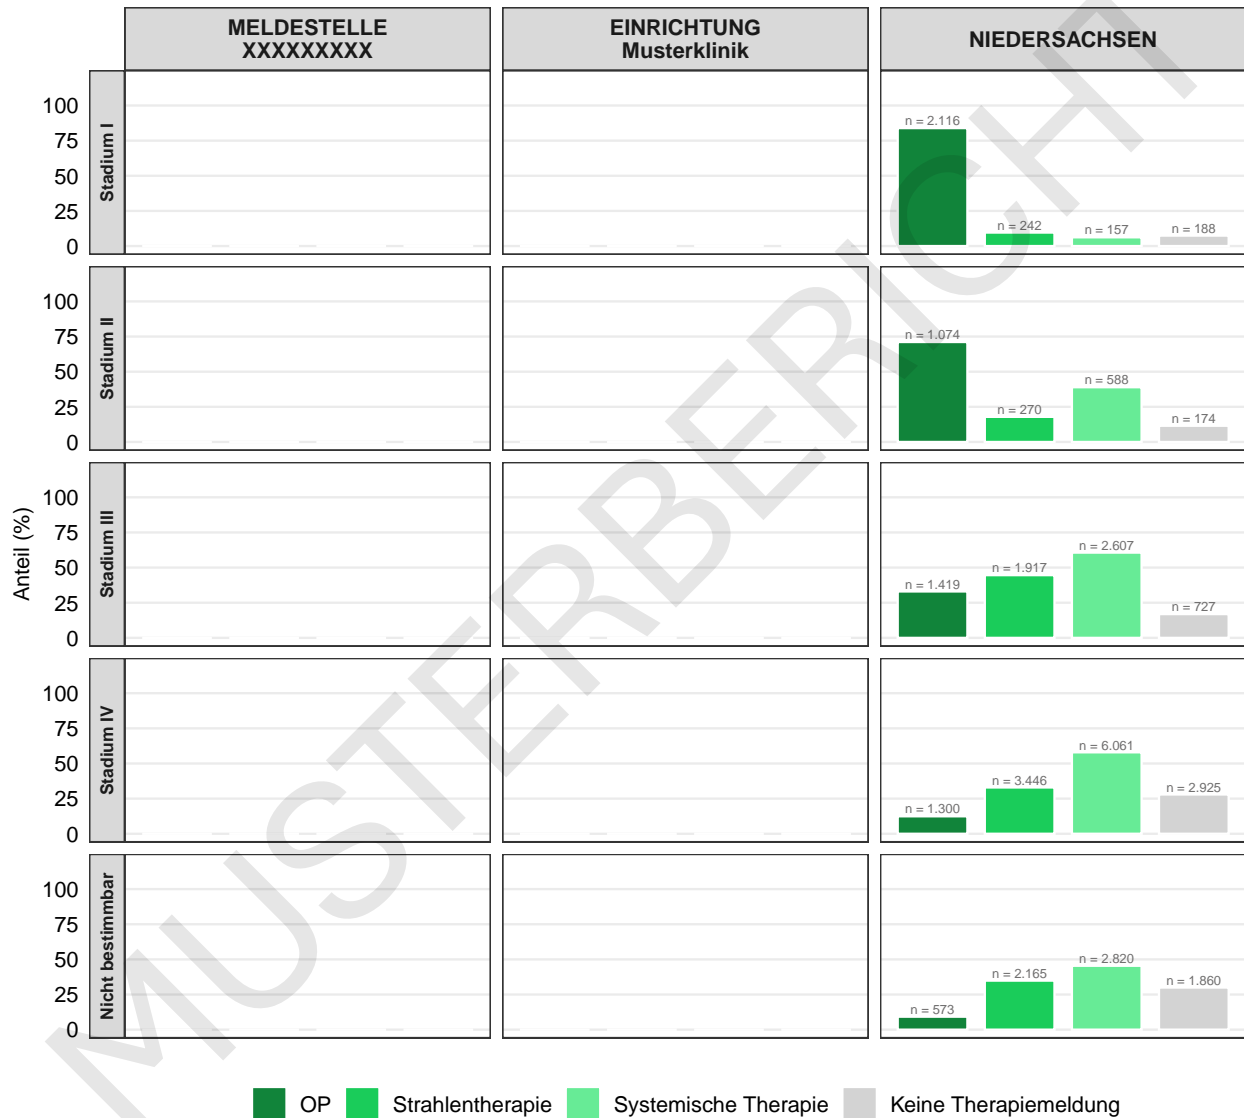 MELDESTELLE
XXXXXXXXX
EINRICHTUNG
Musterklinik
NIEDERSACHSEN
Anteil (%)
Stadium I
100
75
50
25
0
n = 2.116
n = 242
n = 157
n = 188
Stadium II
100
75
50
25
0
n = 1.074
n = 270
n = 588
n = 174
Stadium III
100
75
50
25
0
n = 1.419
n = 1.917
n = 2.607
n = 727
Stadium IV
100
75
50
25
0
n = 1.300
n = 3.446
n = 6.061
n = 2.925
Nicht bestimmbar
100
75
50
25
0
n = 573
n = 2.165
n = 2.820
n = 1.860
OP
Strahlentherapie
Systemische Therapie
Keine Therapiemeldung
MUSTERBERICHT